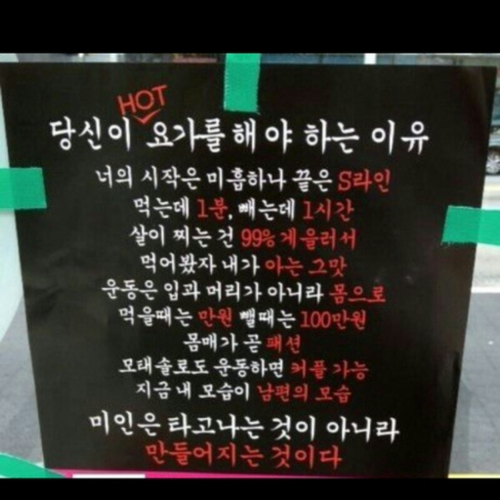 HOT
당신이 요가를 해야 하는 이유
너의 시작은 미흡하나 끝은 S라인
먹는데 1분, 빼는데 1시간
살이 찌는 건 99% 게을러서
먹어봤자 내가 아는 그맛
운동은 입과 머리가 아니라 몸으로
먹을때는 만원 뺄때는 100만원
몸매가 곧 패션
모태솔로도 운동하면 커플 가능
지금 내 모습이 남편의 모습
미인은 타고나는 것이 아니라
만들어지는 것이다